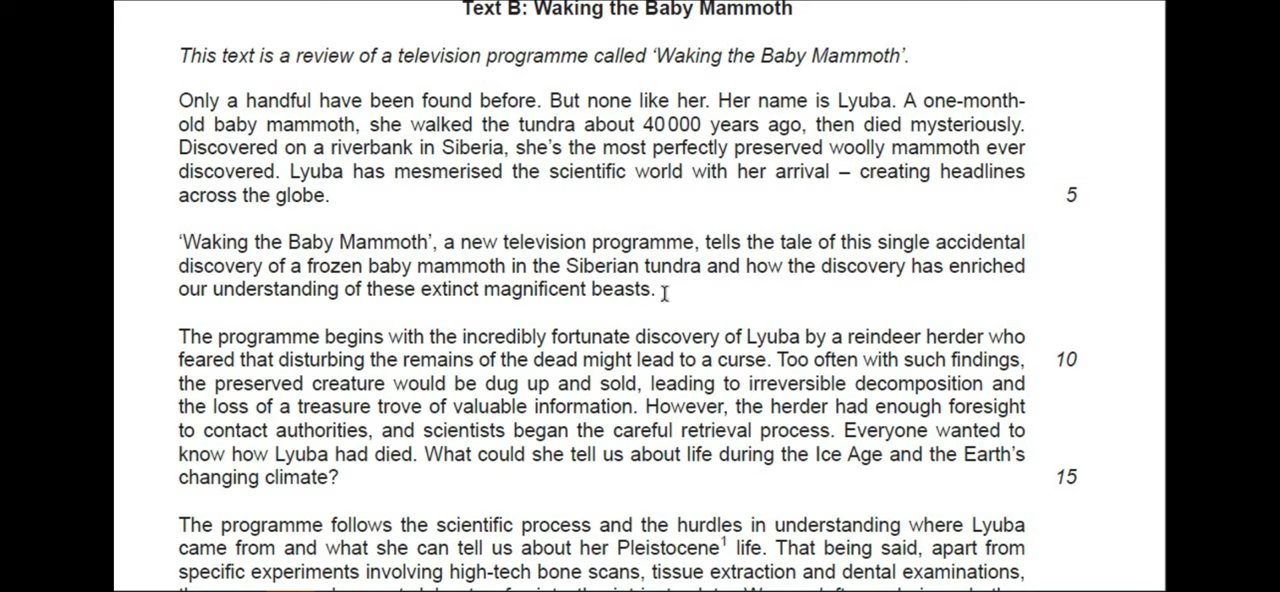 Text B: Waking the Baby Mammoth
This text is a review of a television programme called ‘Waking the Baby Mammoth’.
Only a handful have been found before. But none like her. Her name is Lyuba. A one-month-
old baby mammoth, she walked the tundra about 40 000 years ago, then died mysteriously.
Discovered on a riverbank in Siberia, she’s the most perfectly preserved woolly mammoth ever
discovered. Lyuba has mesmerised the scientific world with her arrival – creating headlines
across the globe. 5
‘Waking the Baby Mammoth’, a new television programme, tells the tale of this single accidental
discovery of a frozen baby mammoth in the Siberian tundra and how the discovery has enriched
our understanding of these extinct magnificent beasts.
The programme begins with the incredibly fortunate discovery of Lyuba by a reindeer herder who
feared that disturbing the remains of the dead might lead to a curse. Too often with such findings, 10
the preserved creature would be dug up and sold, leading to irreversible decomposition and
the loss of a treasure trove of valuable information. However, the herder had enough foresight
to contact authorities, and scientists began the careful retrieval process. Everyone wanted to
know how Lyuba had died. What could she tell us about life during the Ice Age and the Earth’s
changing climate? 15
The programme follows the scientific process and the hurdles in understanding where Lyuba
came from and what she can tell us about her Pleistocene¹ life. That being said, apart from
specific experiments involving high-tech bone scans, tissue extraction and dental examinations,